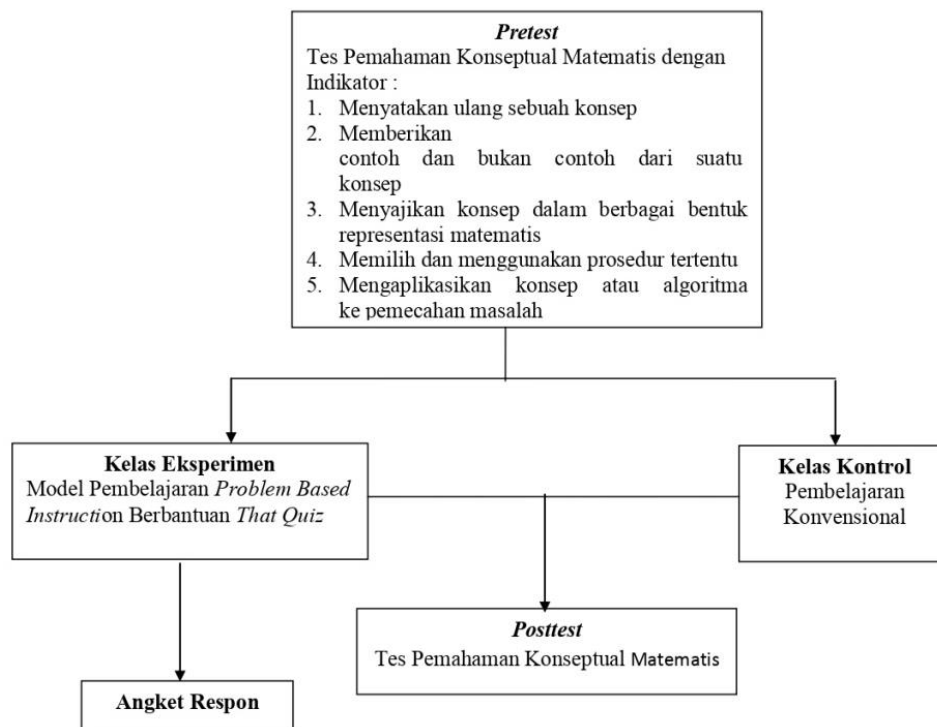 Pretest
Tes Pemahaman Konseptual Matematis dengan
Indikator :
1. Menyatakan ulang sebuah konsep
2. Memberikan
contoh dan bukan contoh dari suatu
konsep
3. Menyajikan konsep dalam berbagai bentuk
representasi matematis
4. Memilih dan menggunakan prosedur tertentu
5. Mengaplikasikan konsep atau algoritma
ke pemecahan masalah
Kelas Eksperimen
Model Pembelajaran Problem Based
Instruction Berbantuan That Quiz
Kelas Kontrol
Pembelajaran
Konvensional
Posttest
Tes Pemahaman Konseptual Matematis
Angket Respon